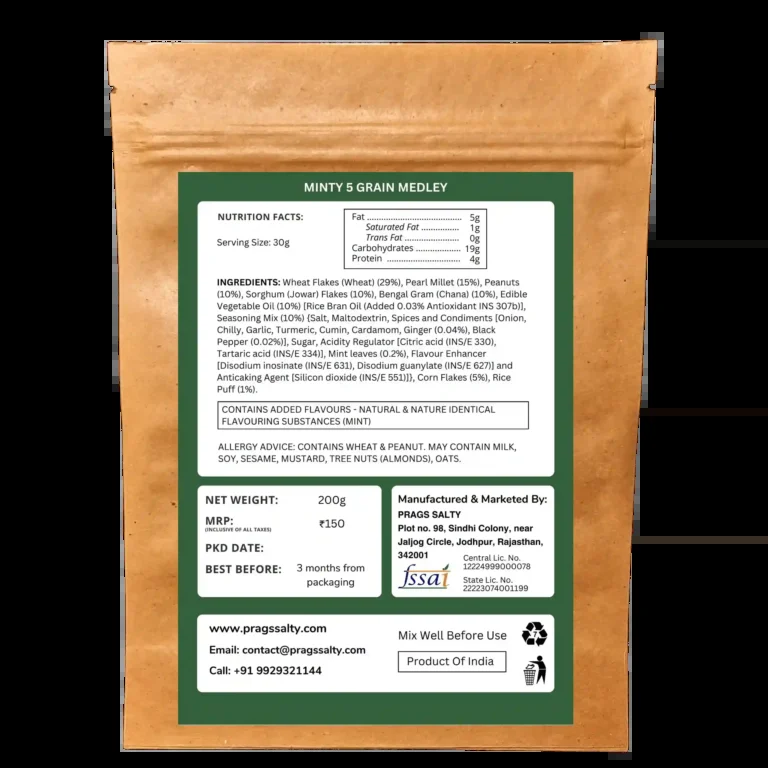 MINTY 5 GRAIN MEDLEY
NUTRITION FACTS:
Serving Size: 30g
Fat ...................................... 5g
Saturated Fat ............... 1g
Trans Fat ...................... 0g
Carbohydrates ................... 19g
Protein .............................. 4g
INGREDIENTS: Wheat Flakes (Wheat) (29%), Pearl Millet (15%), Peanuts
(10%), Sorghum (Jowar) Flakes (10%), Bengal Gram (Chana) (10%), Edible
Vegetable Oil (10%) [Rice Bran Oil (Added 0.03% Antioxidant INS 307b)],
Seasoning Mix (10%) {Salt, Maltodextrin, Spices and Condiments [Onion,
Chilly, Garlic, Turmeric, Cumin, Cardamom, Ginger (0.04%), Black
Pepper (0.02%)], Sugar, Acidity Regulator [Citric acid (INS/E 330),
Tartaric acid (INS/E 334)], Mint leaves (0.2%), Flavour Enhancer
[Disodium inosinate (INS/E 631), Disodium guanylate (INS/E 627)] and
Anticaking Agent [Silicon dioxide (INS/E 551)]}, Corn Flakes (5%), Rice
Puff (1%).
CONTAINS ADDED FLAVOURS - NATURAL & NATURE IDENTICAL
FLAVOURING SUBSTANCES (MINT)
ALLERGY ADVICE: CONTAINS WHEAT & PEANUT. MAY CONTAIN MILK,
SOY, SESAME, MUSTARD, TREE NUTS (ALMONDS), OATS.
NET WEIGHT: 200g
MRP: ₹150
(INCLUSIVE OF ALL TAXES)
PKD DATE:
BEST BEFORE: 3 months from
packaging
Manufactured & Marketed By:
PRAGS SALTY
Plot no. 98, Sindhi Colony, near
Jaljog Circle, Jodhpur, Rajasthan,
342001
fssai
Central Lic. No.
12224999000078
State Lic. No.
22223074001199
www.pragssalty.com
Email: contact@pragssalty.com
Call: +91 9929321144
Mix Well Before Use
Product Of India
7